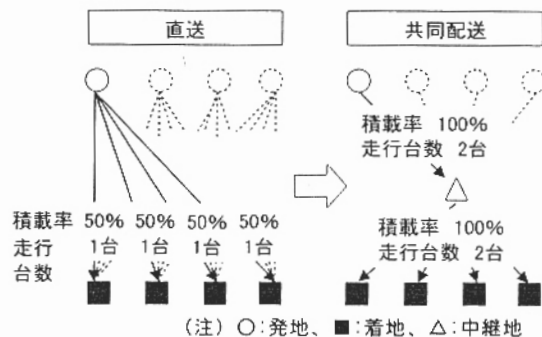 直送
共同配送
積載率 100%
走行台数 2台
積載率 50% 50% 50% 50%
走行 1台 1台 1台 1台
台数
積載率 100%
走行台数 2台
（注）○：発地、■：着地、△：中継地